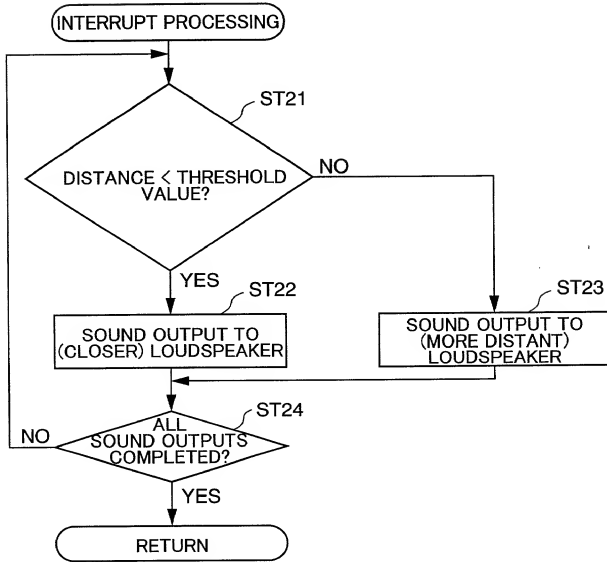 INTERRUPT PROCESSING
ST21
DISTANCE < THRESHOLD
VALUE?
NO
YES
ST22
SOUND OUTPUT TO
(CLOSER) LOUDSPEAKER
ST23
SOUND OUTPUT TO
(MORE DISTANT)
LOUDSPEAKER
ST24
ALL
SOUND OUTPUTS
COMPLETED?
NO
YES
RETURN